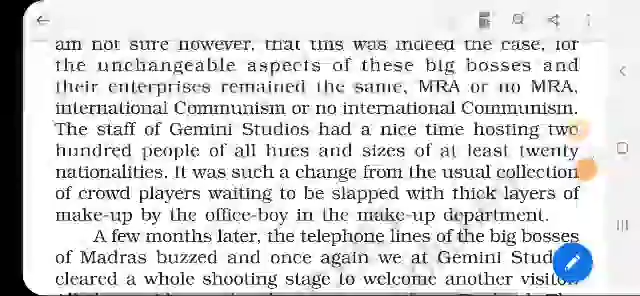 am not sure however, that this was indeed the case, for
the unchangeable aspects of these big bosses and
their enterprises remained the same, MRA or no MRA,
international Communism or no international Communism.
The staff of Gemini Studios had a nice time hosting two
hundred people of all hues and sizes of at least twenty
nationalities. It was such a change from the usual collection
of crowd players waiting to be slapped with thick layers of
make-up by the office-boy in the make-up department.
A few months later, the telephone lines of the big bosses
of Madras buzzed and once again we at Gemini Stud
cleared a whole shooting stage to welcome another visito